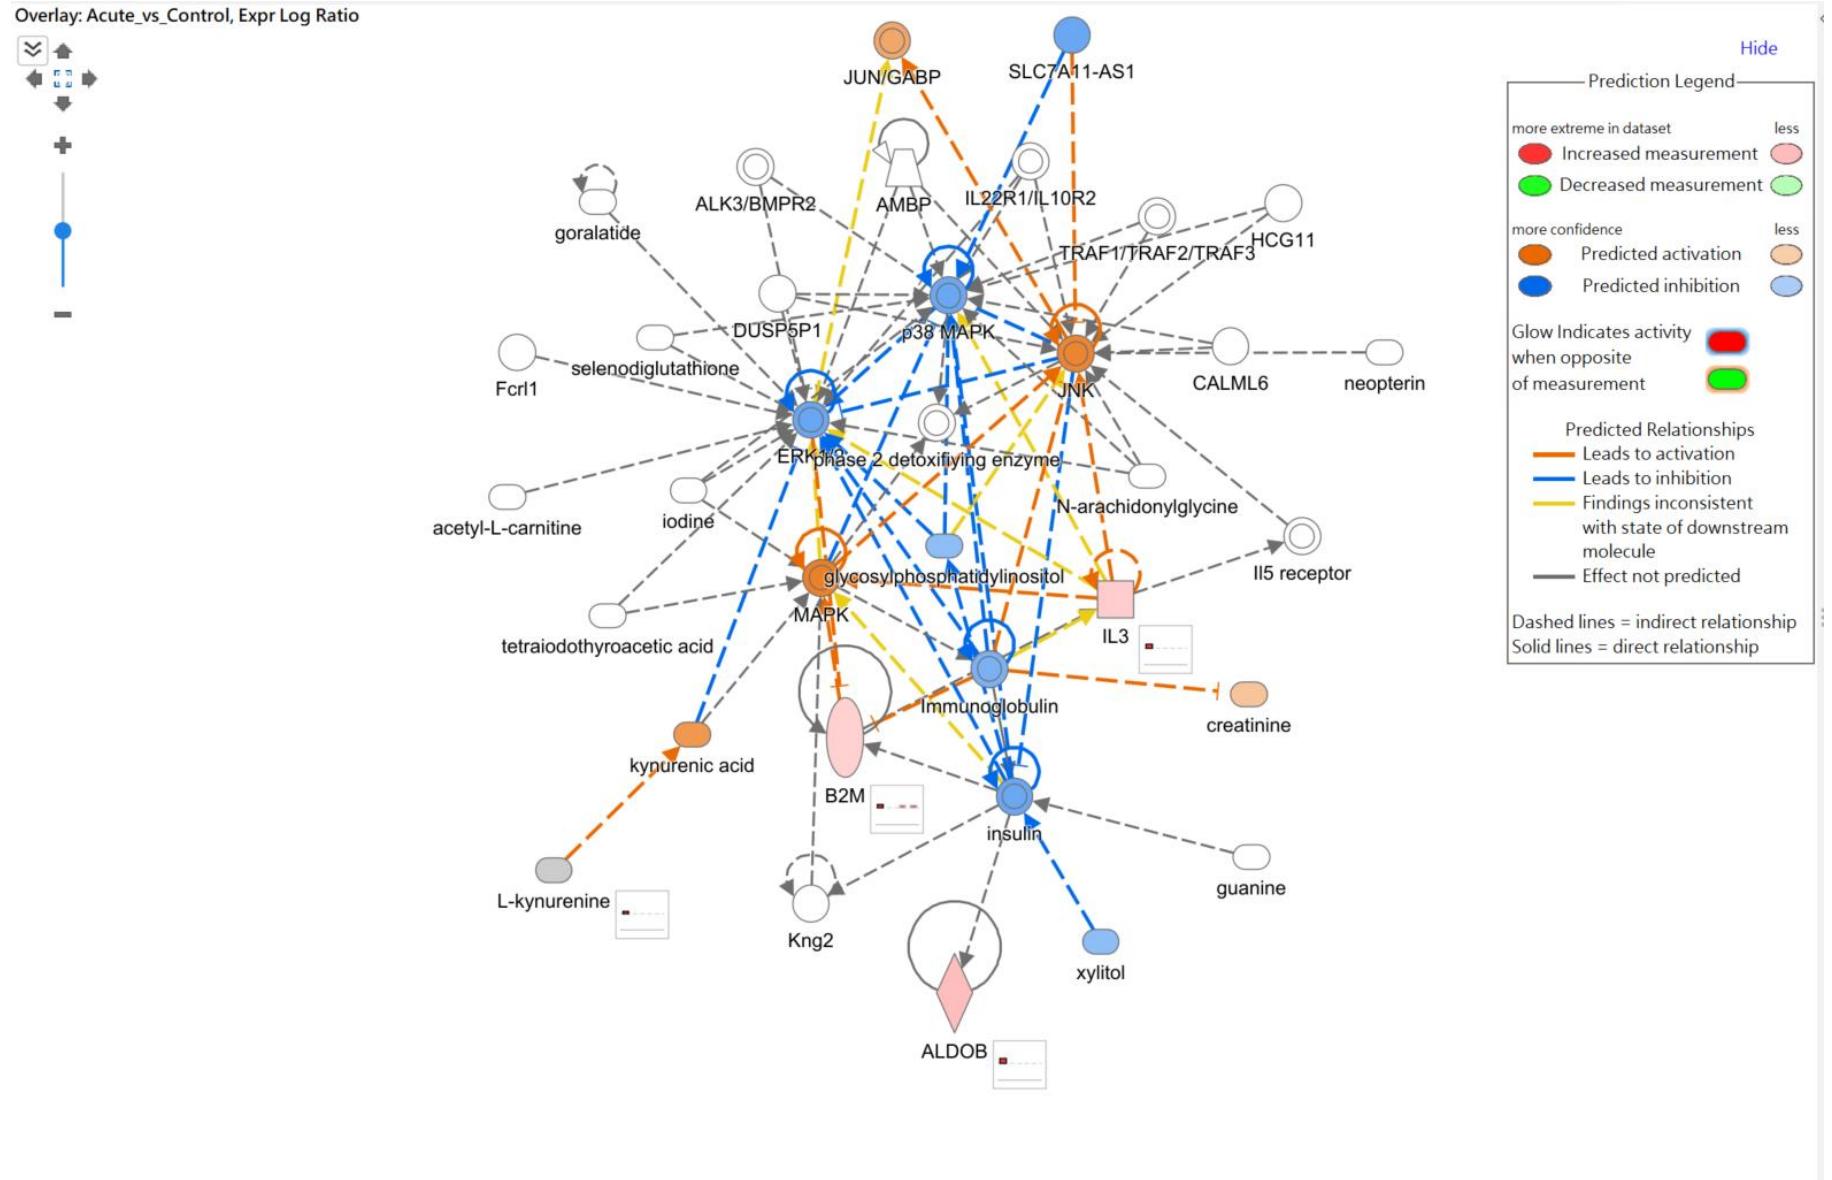 Overlay: Acute_vs_Control, Expr Log Ratio
Hide
JUN/GABP
SLC7A11-AS1
ALK3/BMPR2
AMBP
IL22R1/IL10R2
goralatide
TRAF1/TRAF2/TRAF3
HCG11
DUSP5P1
p38 MAPK
selenodiglutathione
Fcrl1
JNK
CALML6
neopterin
ERK1/2
phase 2 detoxifiying enzyme
acetyl-L-carnitine
iodine
N-arachidonylglycine
glycosylphosphatidylinositol
Il5 receptor
MAPK
IL3
tetraiodothyroacetic acid
Immunoglobulin
creatinine
kynurenic acid
B2M
insulin
guanine
L-kynurenine
Kng2
xylitol
ALDOB
Prediction Legend
more extreme in dataset less
Increased measurement
Decreased measurement
more confidence less
Predicted activation
Predicted inhibition
Glow Indicates activity
when opposite
of measurement
Predicted Relationships
Leads to activation
Leads to inhibition
Findings inconsistent
with state of downstream
molecule
Effect not predicted
Dashed lines = indirect relationship
Solid lines = direct relationship